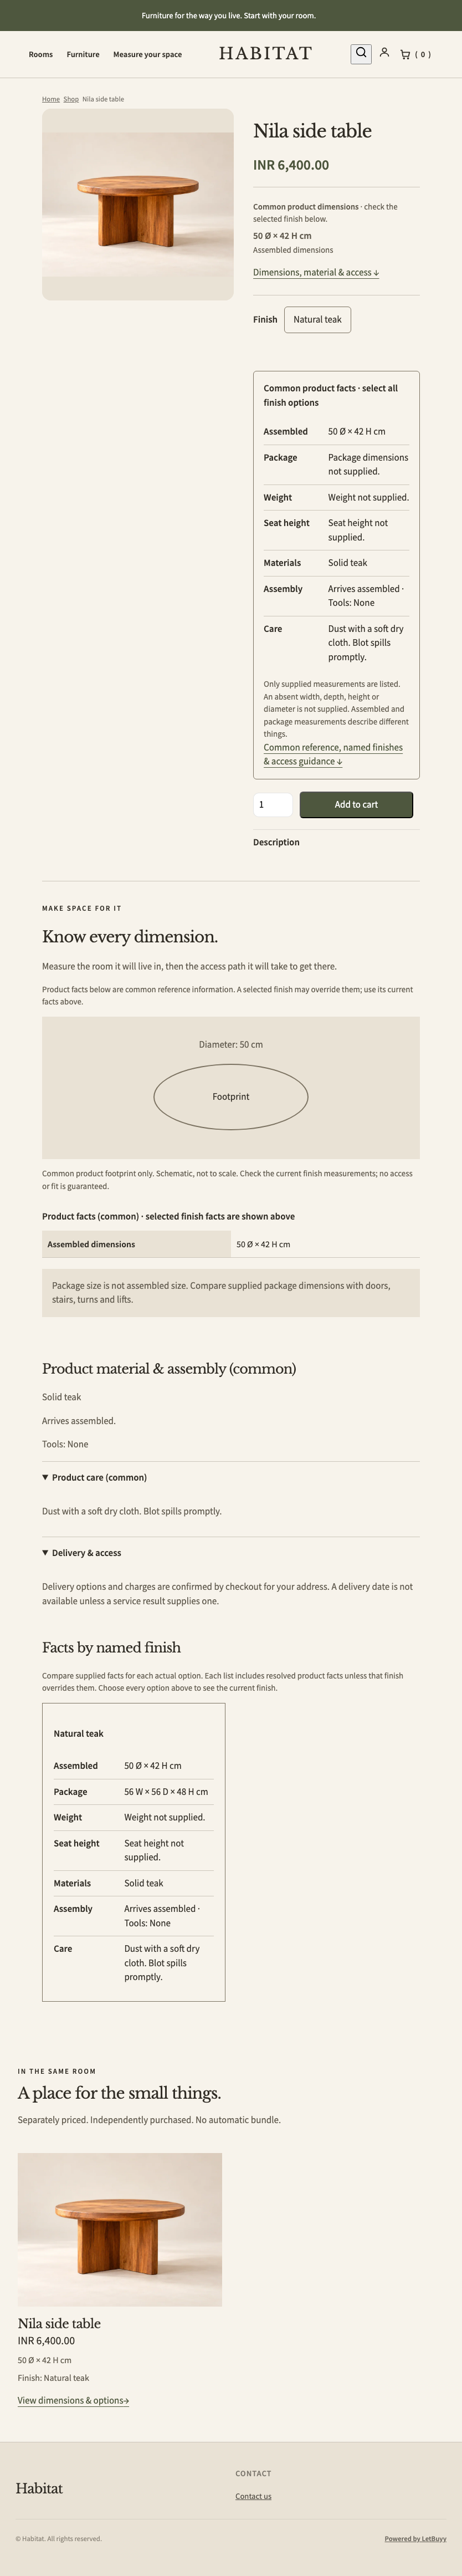 Furniture for the way you live. Start with your room.
Rooms Furniture Measure your space
HABITAT
( 0 )
Home Shop Nila side table
Nila side table
INR 6,400.00
Common product dimensions · check the
selected finish below.
50 Ø × 42 H cm
Assembled dimensions
Dimensions, material & access ↓
Finish Natural teak
Common product facts · select all
finish options
Assembled 50 Ø × 42 H cm
Package Package dimensions
not supplied.
Weight Weight not supplied.
Seat height Seat height not
supplied.
Materials Solid teak
Assembly Arrives assembled ·
Tools: None
Care Dust with a soft dry
cloth. Blot spills
promptly.
Only supplied measurements are listed.
An absent width, depth, height or
diameter is not supplied. Assembled and
package measurements describe different
things.
Common reference, named finishes
& access guidance ↓
1 Add to cart
Description
MAKE SPACE FOR IT
Know every dimension.
Measure the room it will live in, then the access path it will take to get there.
Product facts below are common reference information. A selected finish may override them; use its current
facts above.
Diameter: 50 cm
Footprint
Common product footprint only. Schematic, not to scale. Check the current finish measurements; no access
or fit is guaranteed.
Product facts (common) · selected finish facts are shown above
Assembled dimensions 50 Ø × 42 H cm
Package size is not assembled size. Compare supplied package dimensions with doors,
stairs, turns and lifts.
Product material & assembly (common)
Solid teak
Arrives assembled.
Tools: None
▼ Product care (common)
Dust with a soft dry cloth. Blot spills promptly.
▼ Delivery & access
Delivery options and charges are confirmed by checkout for your address. A delivery date is not
available unless a service result supplies one.
Facts by named finish
Compare supplied facts for each actual option. Each list includes resolved product facts unless that finish
overrides them. Choose every option above to see the current finish.
Natural teak
Assembled 50 Ø × 42 H cm
Package 56 W × 56 D × 48 H cm
Weight Weight not supplied.
Seat height Seat height not
supplied.
Materials Solid teak
Assembly Arrives assembled ·
Tools: None
Care Dust with a soft dry
cloth. Blot spills
promptly.
IN THE SAME ROOM
A place for the small things.
Separately priced. Independently purchased. No automatic bundle.
Nila side table
INR 6,400.00
50 Ø × 42 H cm
Finish: Natural teak
View dimensions & options→
Habitat
CONTACT
Contact us
© Habitat. All rights reserved.
Powered by LetBuyy